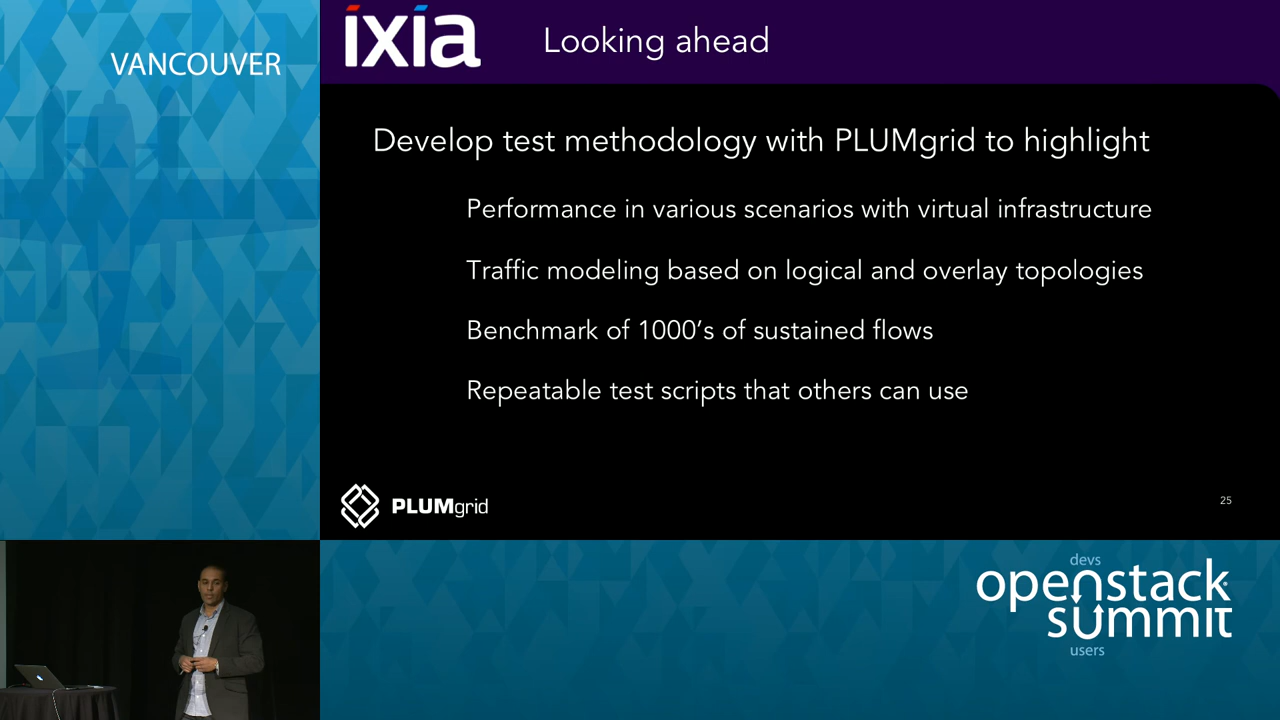 VANCOUVER
ixia
Looking ahead
Develop test methodology with PLUMgrid to highlight
Performance in various scenarios with virtual infrastructure
Traffic modeling based on logical and overlay topologies
Benchmark of 1000’s of sustained flows
Repeatable test scripts that others can use
PLUMgrid
25
devs
openstack
summit
users